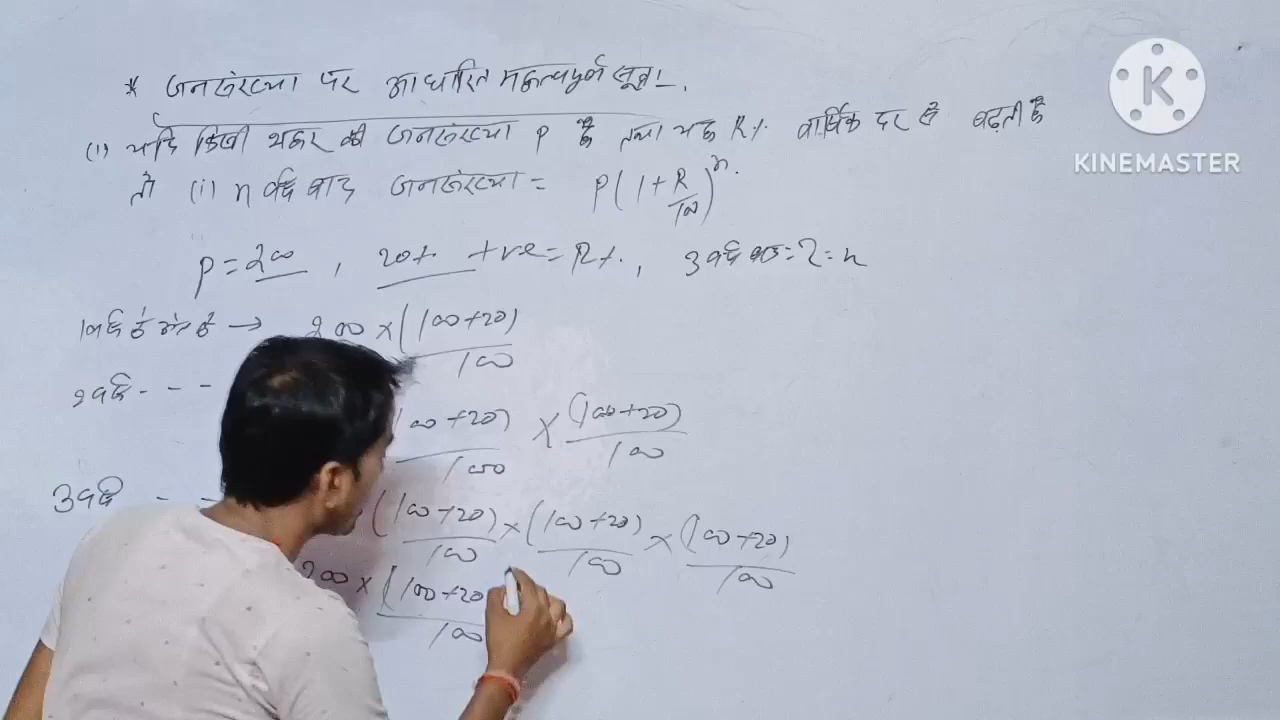 * जनसंख्या पर आधारित महत्वपूर्ण सूत्र।.
(1) यदि किसी शहर की जनसंख्या P है तथा यह R% वार्षिक दर से बढ़ती है
तो (i) n वर्ष बाद जनसंख्या = P(1+R/100)^n.
P = 200 , 20% +ve = R%. , 3 वर्ष बाद = ? = n
1 वर्ष के अंत में → 200 × (100+20)/100
2 वर्ष - - - (100+20)/100 × (100+20)/100
3 वर्ष - - (100+20)/100 × (100+20)/100 × (100+20)/100
200 × (100+20/100
KINEMASTER